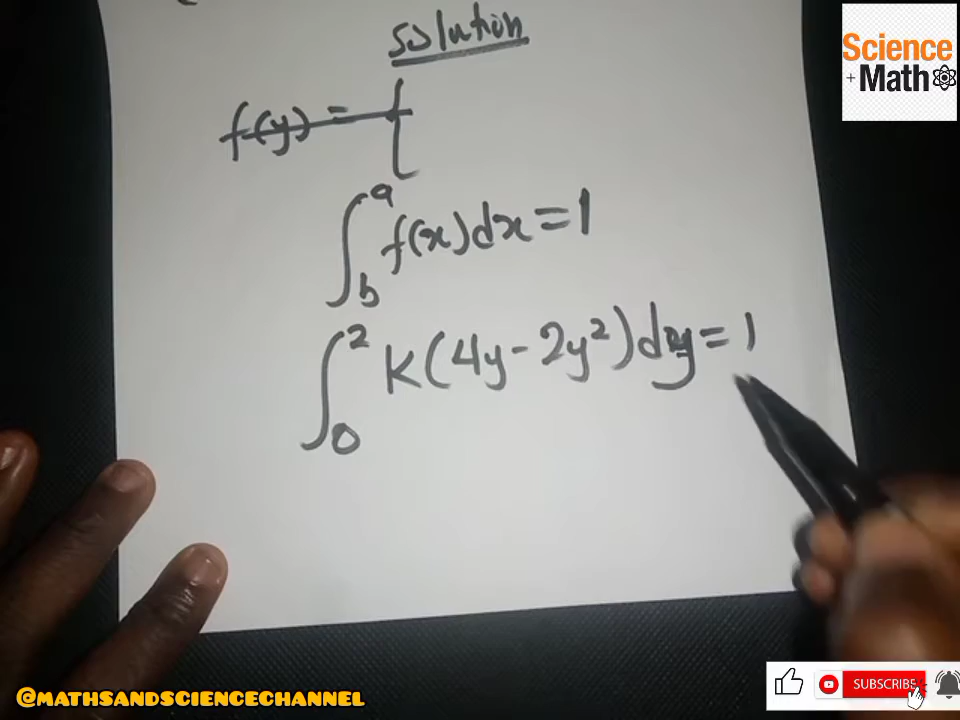 Solution
f(y) =
∫_b^a f(x)dx = 1
∫_0^2 K(4y - 2y²)dy = 1
Science
+Math
SUBSCRIBE
@MATHSANDSCIENCECHANNEL